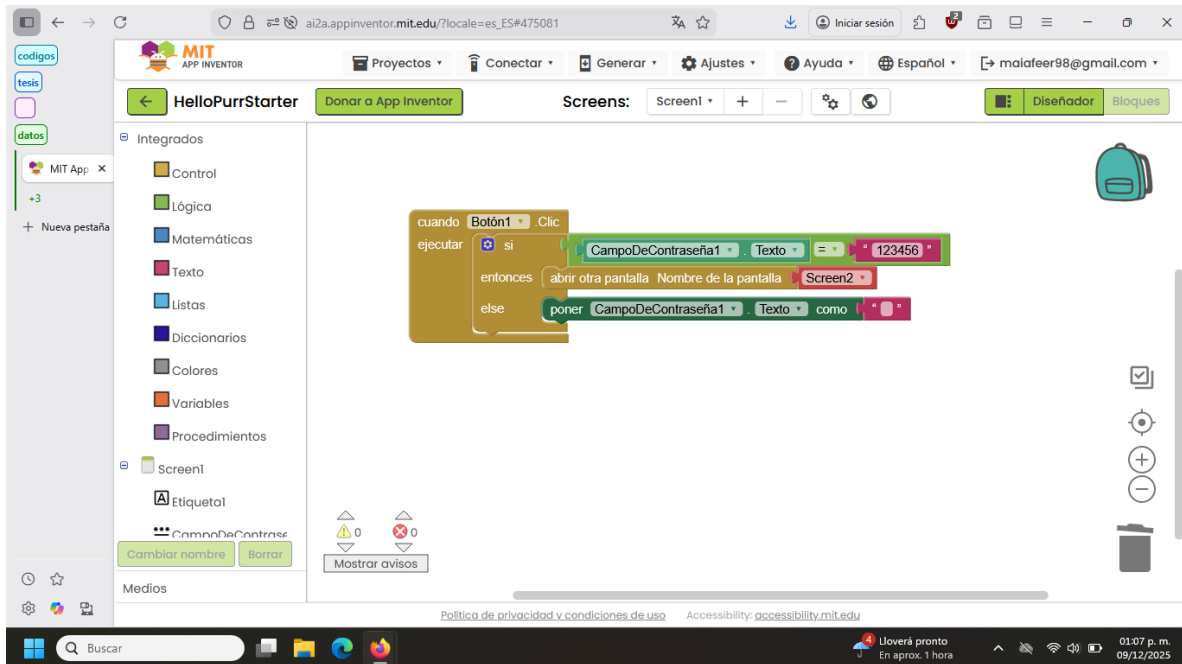 ai2a.appinventor.mit.edu/?locale=es_ES#475081
Iniciar sesión
codigos
tesis
datos
MIT App
+3
Nueva pestaña
MIT
APP INVENTOR
Proyectos
Conectar
Generar
Ajustes
Ayuda
Español
maiafeer98@gmail.com
HelloPurrStarter
Donar a App Inventor
Screens:
Screen1
Diseñador
Bloques
Integrados
Control
Lógica
Matemáticas
Texto
Listas
Diccionarios
Colores
Variables
Procedimientos
Screen1
Etiqueta1
CampoDeContrase
Cambiar nombre
Borrar
Medios
cuando Botón1 .Clic
ejecutar si CampoDeContraseña1 . Texto = " 123456 "
entonces abrir otra pantalla Nombre de la pantalla Screen2
else poner CampoDeContraseña1 . Texto como " "
0 0
Mostrar avisos
Política de privacidad y condiciones de uso Accessibility: accessibility.mit.edu
Buscar
4
Lloverá pronto
En aprox. 1 hora
01:07 p. m.
09/12/2025